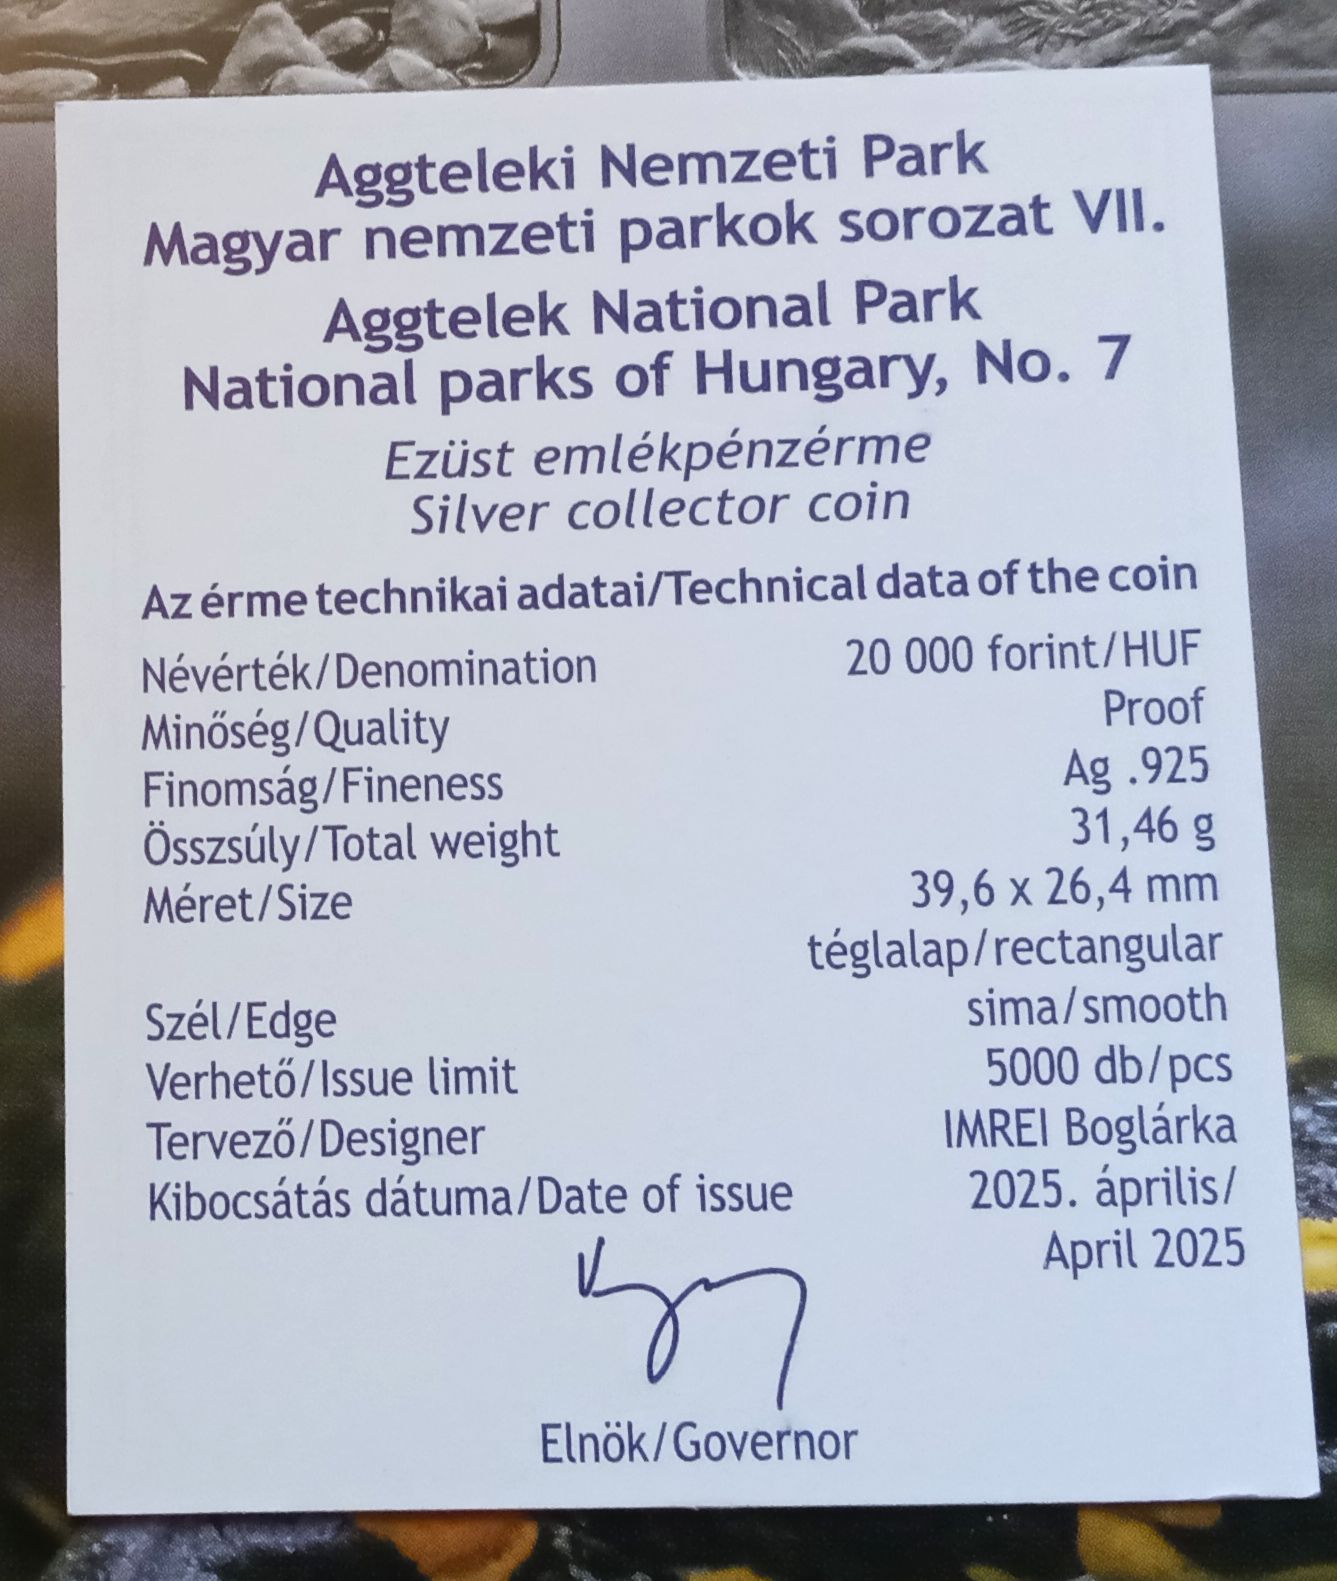 Aggteleki Nemzeti Park
Magyar nemzeti parkok sorozat VII.
Aggtelek National Park
National parks of Hungary, No. 7
Ezüst emlékpénzérme
Silver collector coin
Az érme technikai adatai/Technical data of the coin
Névérték/Denomination 20 000 forint/HUF
Minőség/Quality Proof
Finomság/Fineness Ag .925
Összsúly/Total weight 31,46 g
Méret/Size 39,6 x 26,4 mm
téglalap/rectangular
Szél/Edge sima/smooth
Verhető/Issue limit 5000 db/pcs
Tervező/Designer IMREI Boglárka
Kibocsátás dátuma/Date of issue 2025. április/
April 2025
Elnök/Governor